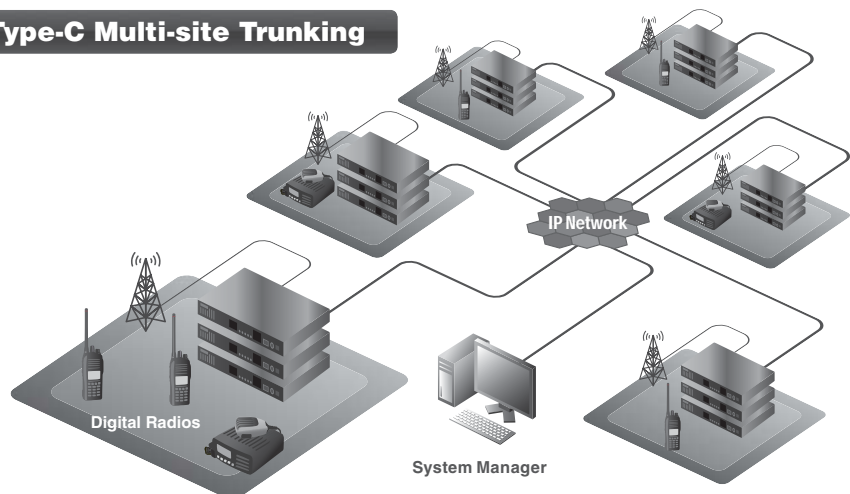 Type-C Multi-site Trunking
IP Network
Digital Radios
System Manager